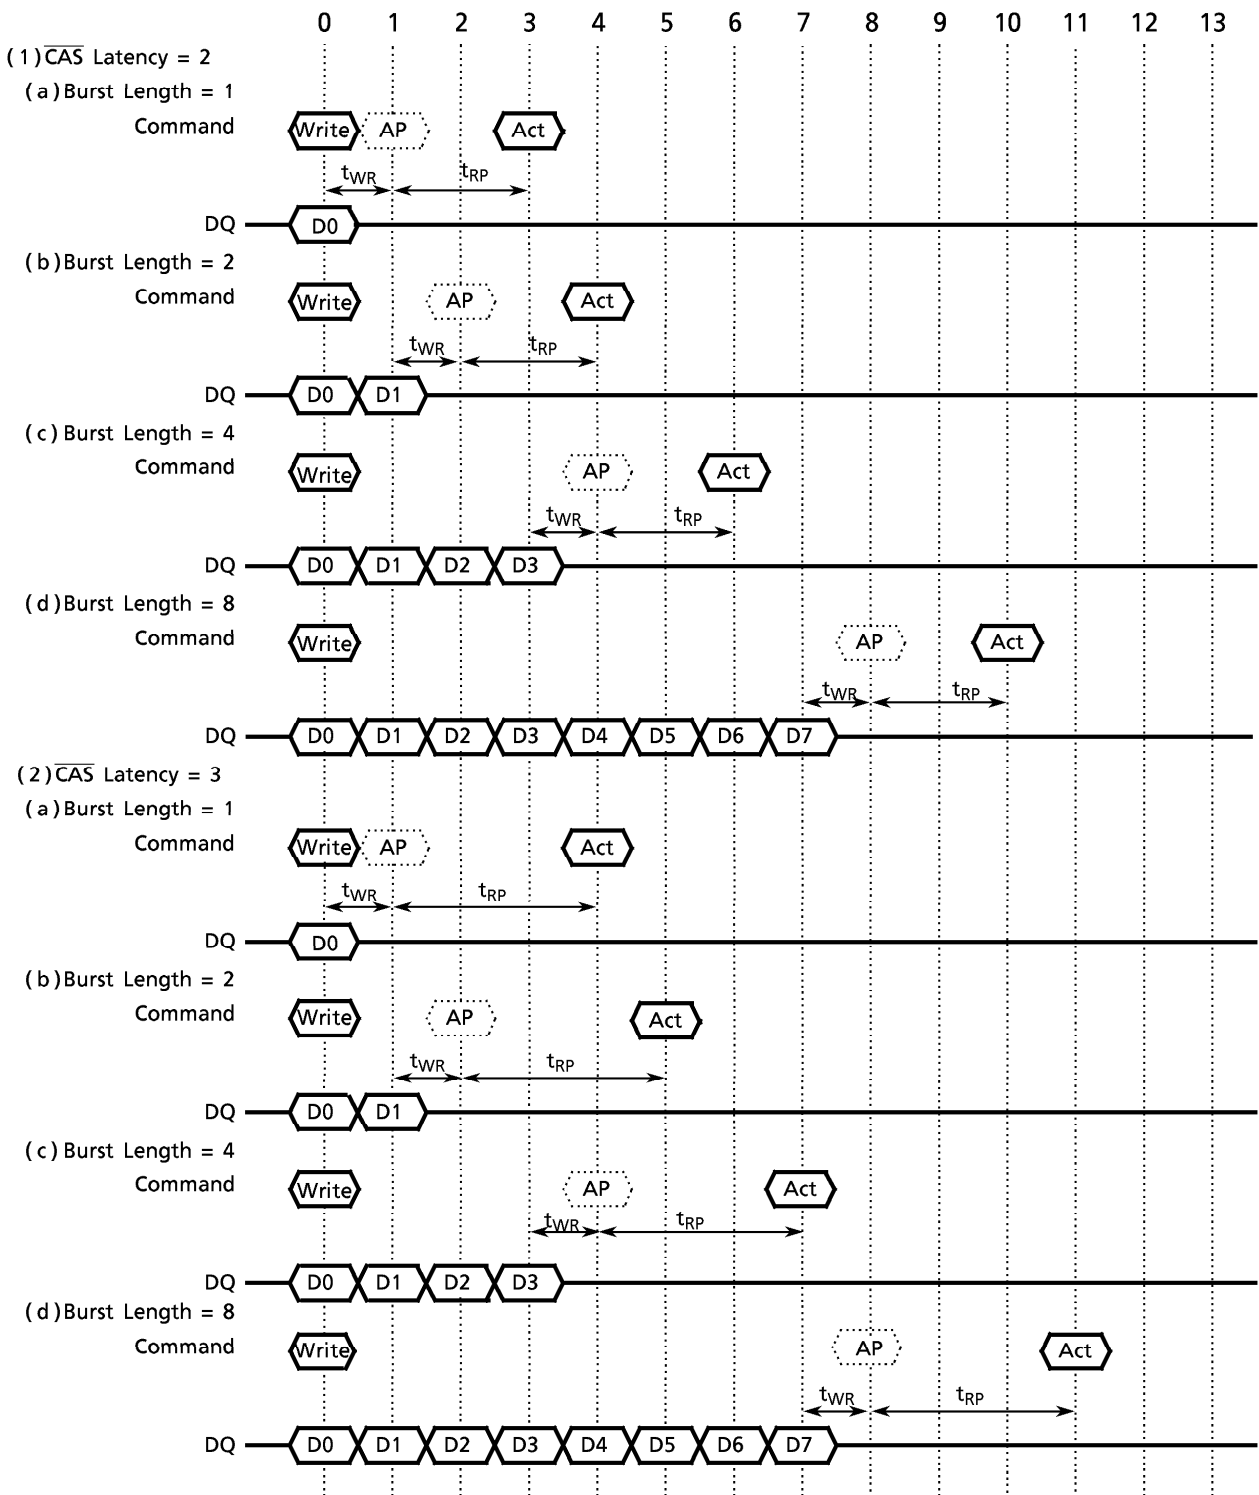 0 1 2 3 4 5 6 7 8 9 10 11 12 13
(1) CAS Latency = 2
(a) Burst Length = 1
Command Write AP Act
tWR tRP
DQ D0
(b) Burst Length = 2
Command Write AP Act
tWR tRP
DQ D0 D1
(c) Burst Length = 4
Command Write AP Act
tWR tRP
DQ D0 D1 D2 D3
(d) Burst Length = 8
Command Write AP Act
tWR tRP
DQ D0 D1 D2 D3 D4 D5 D6 D7
(2) CAS Latency = 3
(a) Burst Length = 1
Command Write AP Act
tWR tRP
DQ D0
(b) Burst Length = 2
Command Write AP Act
tWR tRP
DQ D0 D1
(c) Burst Length = 4
Command Write AP Act
tWR tRP
DQ D0 D1 D2 D3
(d) Burst Length = 8
Command Write AP Act
tWR tRP
DQ D0 D1 D2 D3 D4 D5 D6 D7